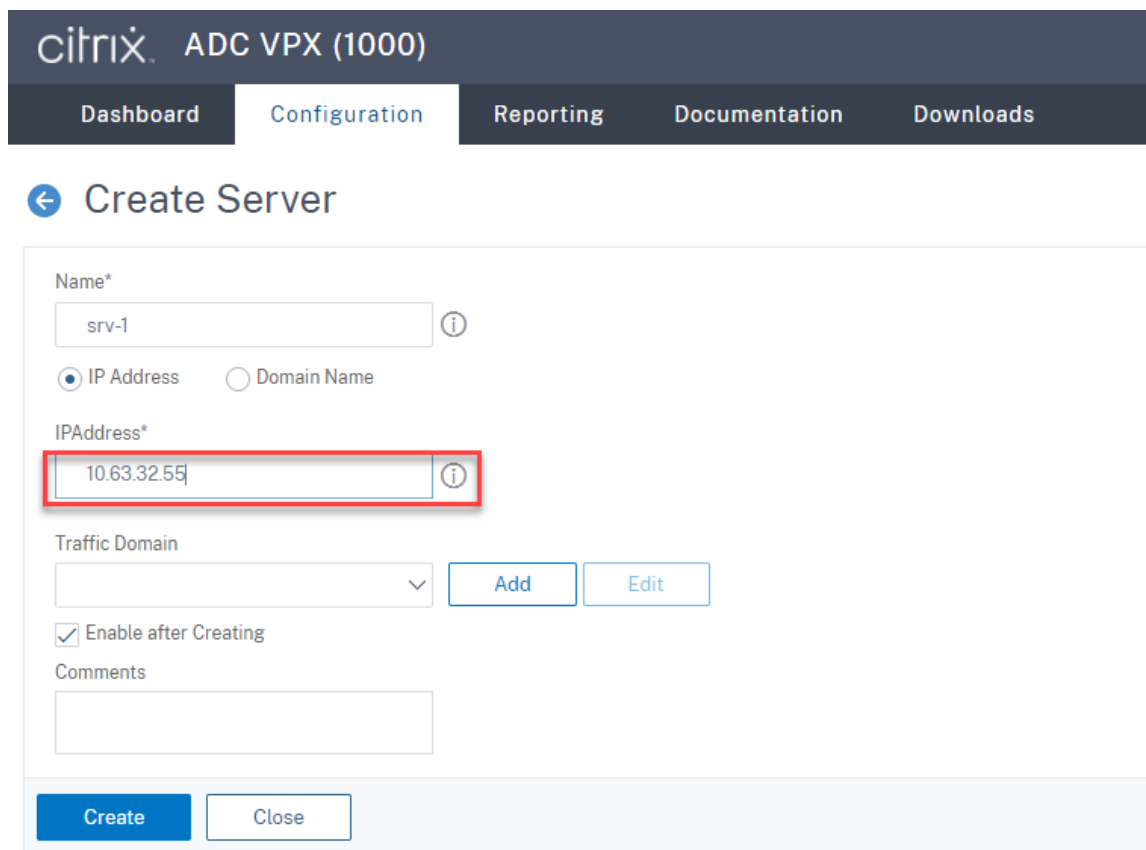 citrix. ADC VPX (1000)
Dashboard Configuration Reporting Documentation Downloads
Create Server
Name*
srv-1
IP Address Domain Name
IPAddress*
10.63.32.55
Traffic Domain
Add Edit
Enable after Creating
Comments
Create Close